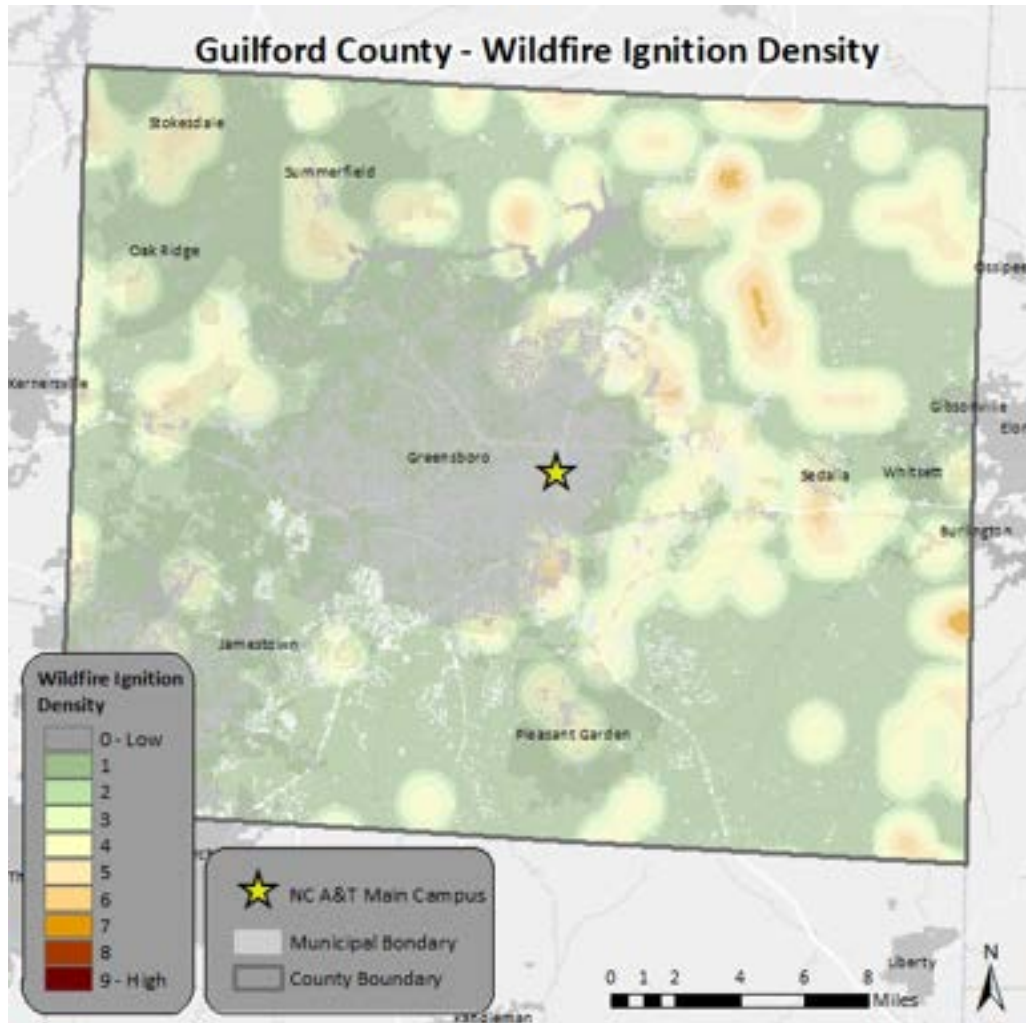 Guilford County - Wildfire Ignition Density
Stokesdale
Summerfield
Oak Ridge
Ossipee
Kernersville
Gibsonville
Elon
Greensboro
Sedalia
Whitsett
Burlington
Jamestown
Pleasant Garden
Wildfire Ignition
Density
0 - Low
1
2
3
4
5
6
7
8
9 - High
NC A&T Main Campus
Municipal Bondary
County Boundary
0 1 2 4 6 8
Miles
N
Liberty